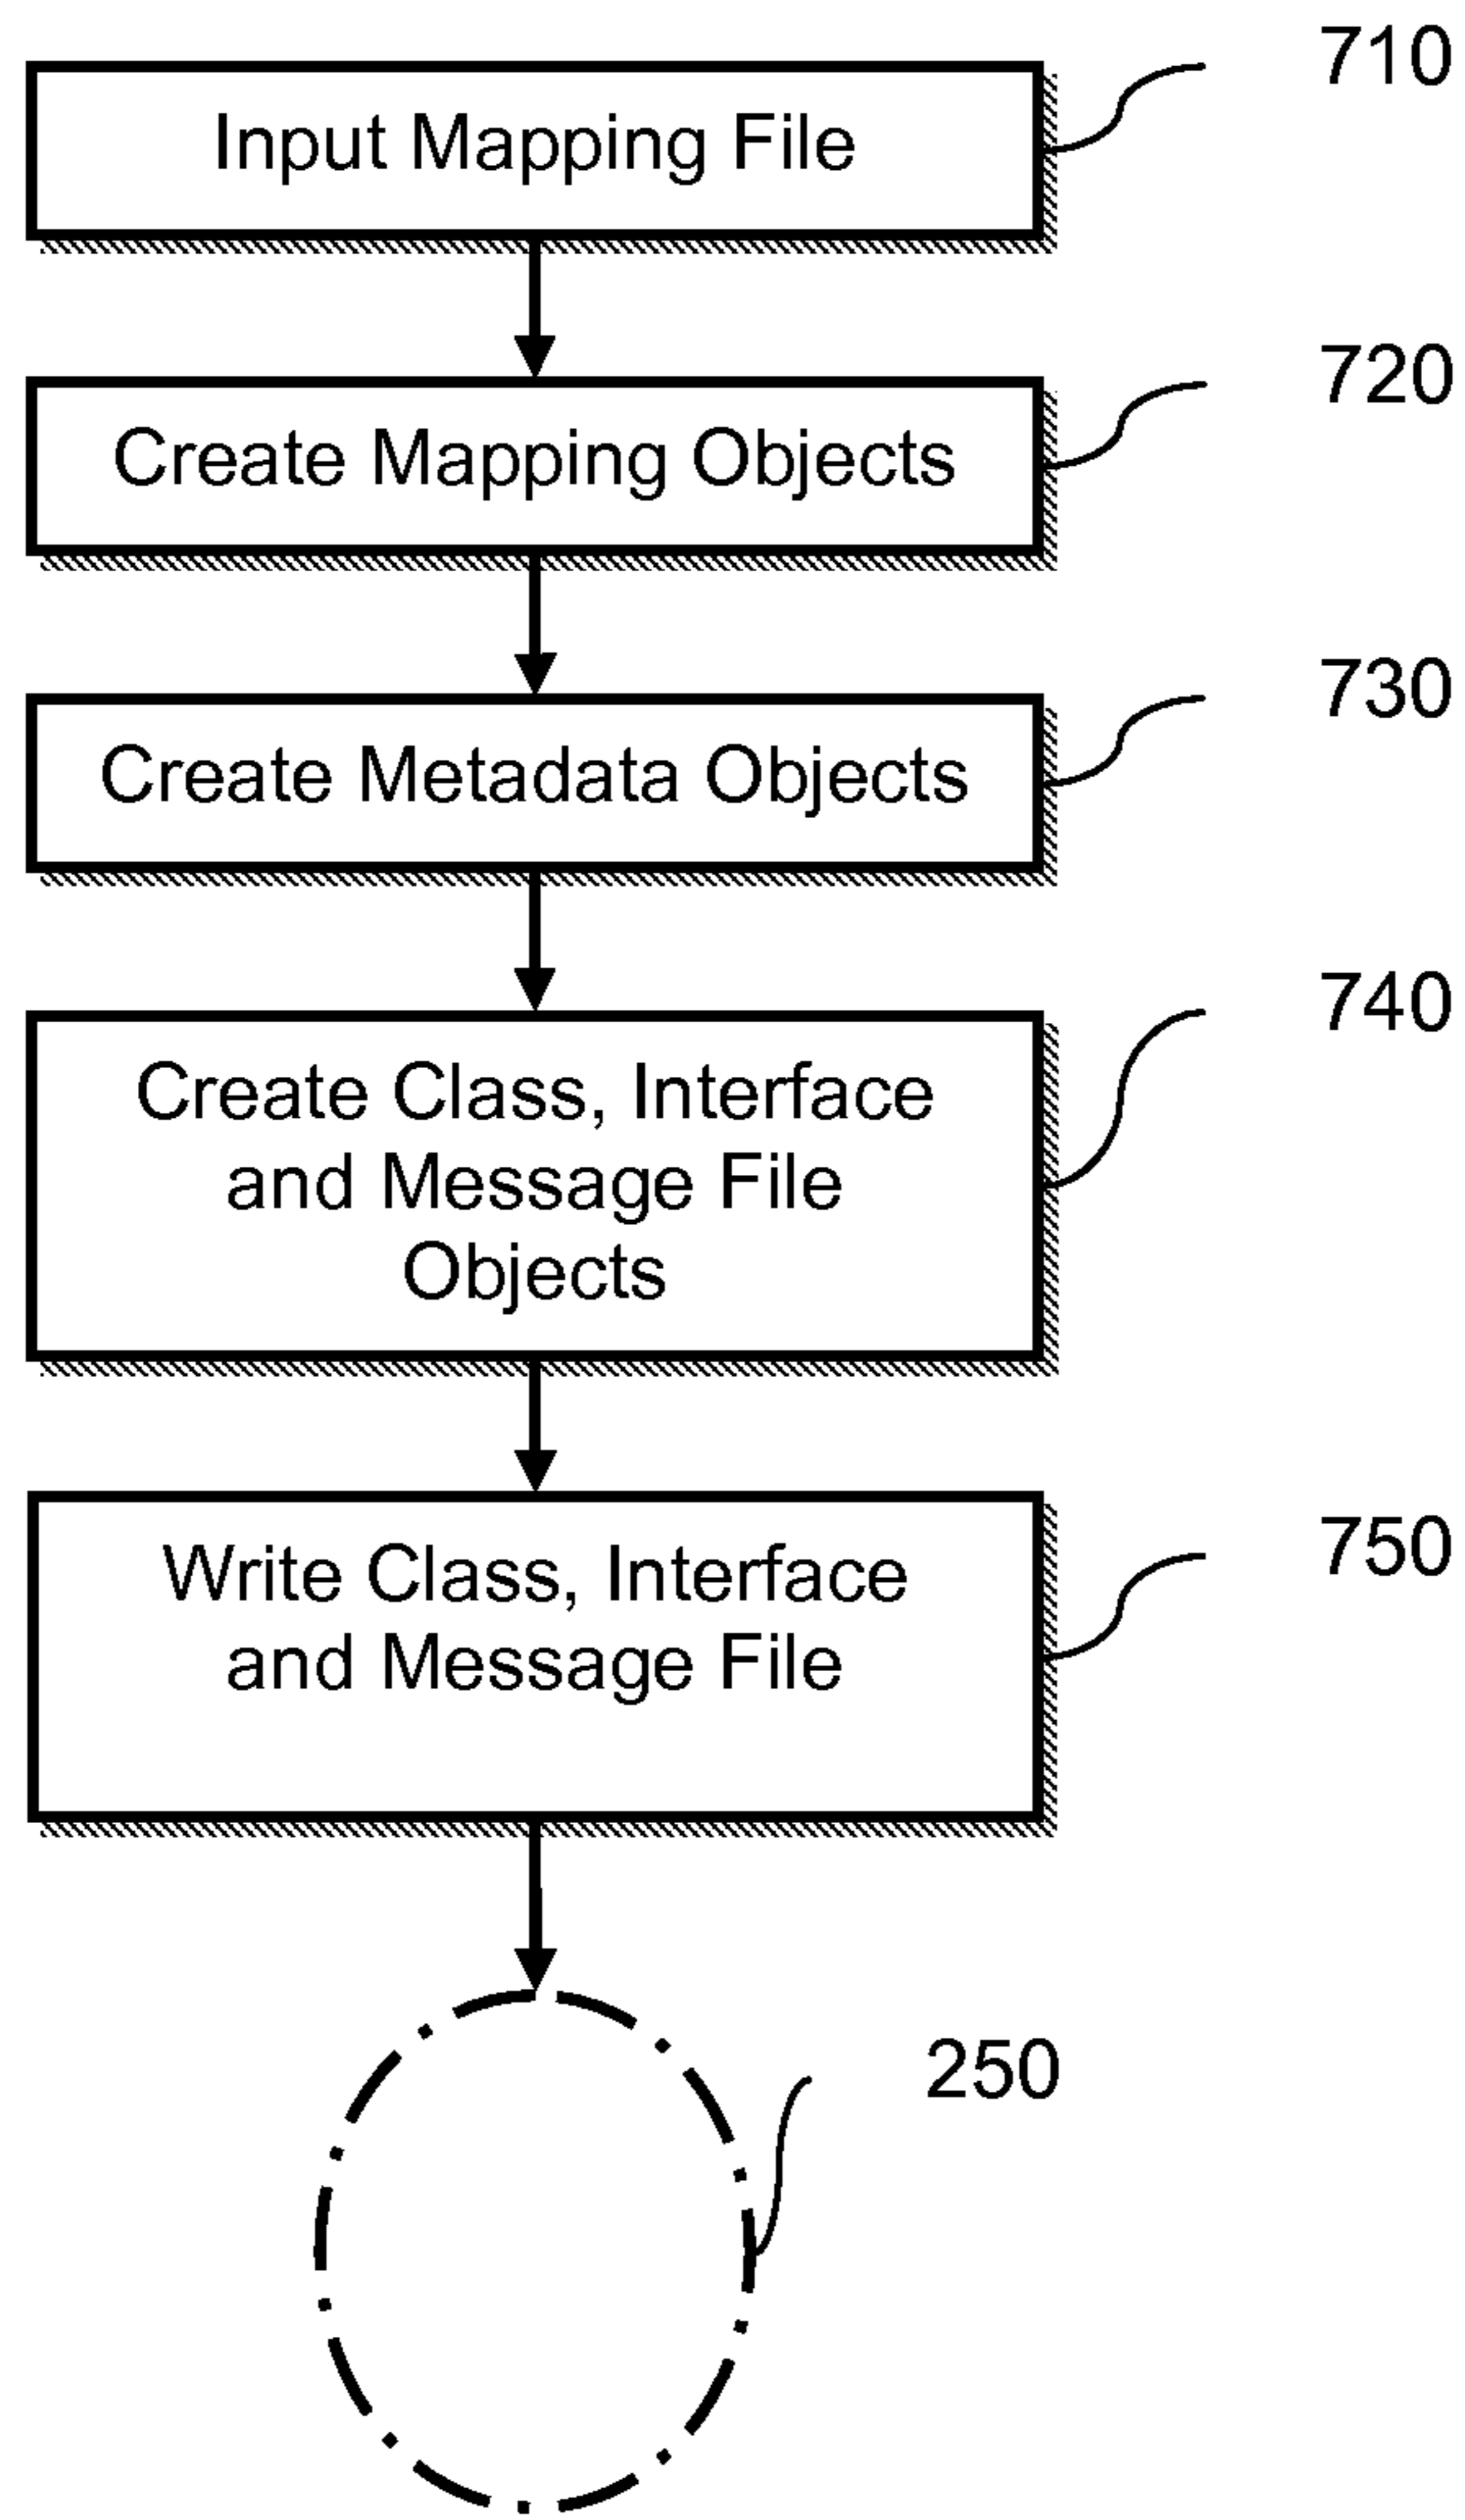 710
Input Mapping File
720
Create Mapping Objects
730
Create Metadata Objects
740
Create Class, Interface
and Message File
Objects
750
Write Class, Interface
and Message File
250